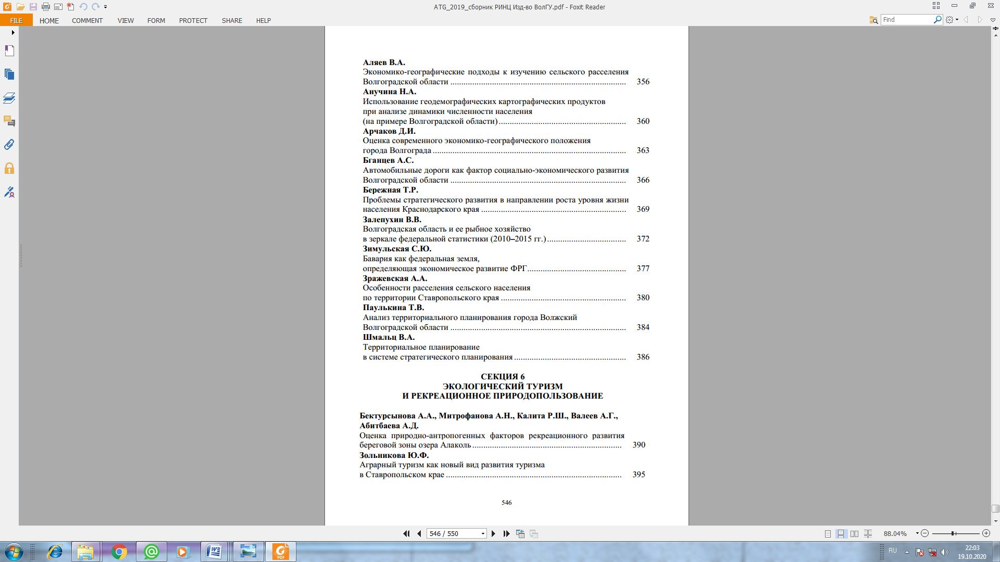 ATG_2019_сборник РИНЦ Изд-во ВолГУ.pdf - Foxit Reader
FILE HOME COMMENT VIEW FORM PROTECT SHARE HELP
Find
Аляев В.А.
Экономико-географические подходы к изучению сельского расселения
Волгоградской области ................................................................................ 356
Анучина Н.А.
Использование геодемографических картографических продуктов
при анализе динамики численности населения
(на примере Волгоградской области) .......................................................... 360
Арчаков Д.И.
Оценка современного экономико-географического положения
города Волгограда ........................................................................................ 363
Бганцев А.С.
Автомобильные дороги как фактор социально-экономического развития
Волгоградской области ................................................................................ 366
Бережная Т.Р.
Проблемы стратегического развития в направлении роста уровня жизни
населения Краснодарского края .................................................................. 369
Залепухин В.В.
Волгоградская область и ее рыбное хозяйство
в зеркале федеральной статистики (2010–2015 гг.) .................................... 372
Зимульская С.Ю.
Бавария как федеральная земля,
определяющая экономическое развитие ФРГ............................................. 377
Зражевская А.А.
Особенности расселения сельского населения
по территории Ставропольского края ......................................................... 380
Паулькина Т.В.
Анализ территориального планирования города Волжский
Волгоградской области ................................................................................ 384
Шмальц В.А.
Территориальное планирование
в системе стратегического планирования ................................................... 386
СЕКЦИЯ 6
ЭКОЛОГИЧЕСКИЙ ТУРИЗМ
И РЕКРЕАЦИОННОЕ ПРИРОДОПОЛЬЗОВАНИЕ
Бектурсынова А.А., Митрофанова А.Н., Калита Р.Ш., Валеев А.Г.,
Абитбаева А.Д.
Оценка природно-антропогенных факторов рекреационного развития
береговой зоны озера Алаколь .................................................................... 390
Зольникова Ю.Ф.
Аграрный туризм как новый вид развития туризма
в Ставропольском крае ................................................................................ 395
546
546 / 550
88.04%
RU
22:03
19.10.2020
PDF